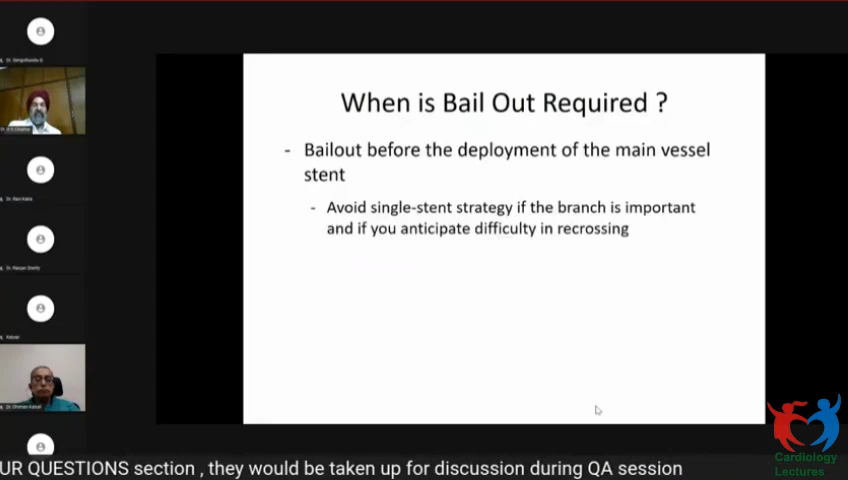 When is Bail Out Required ?
- Bailout before the deployment of the main vessel
stent
- Avoid single-stent strategy if the branch is important
and if you anticipate difficulty in recrossing
Cardiology
Lectures
UR QUESTIONS section , they would be taken up for discussion during QA session